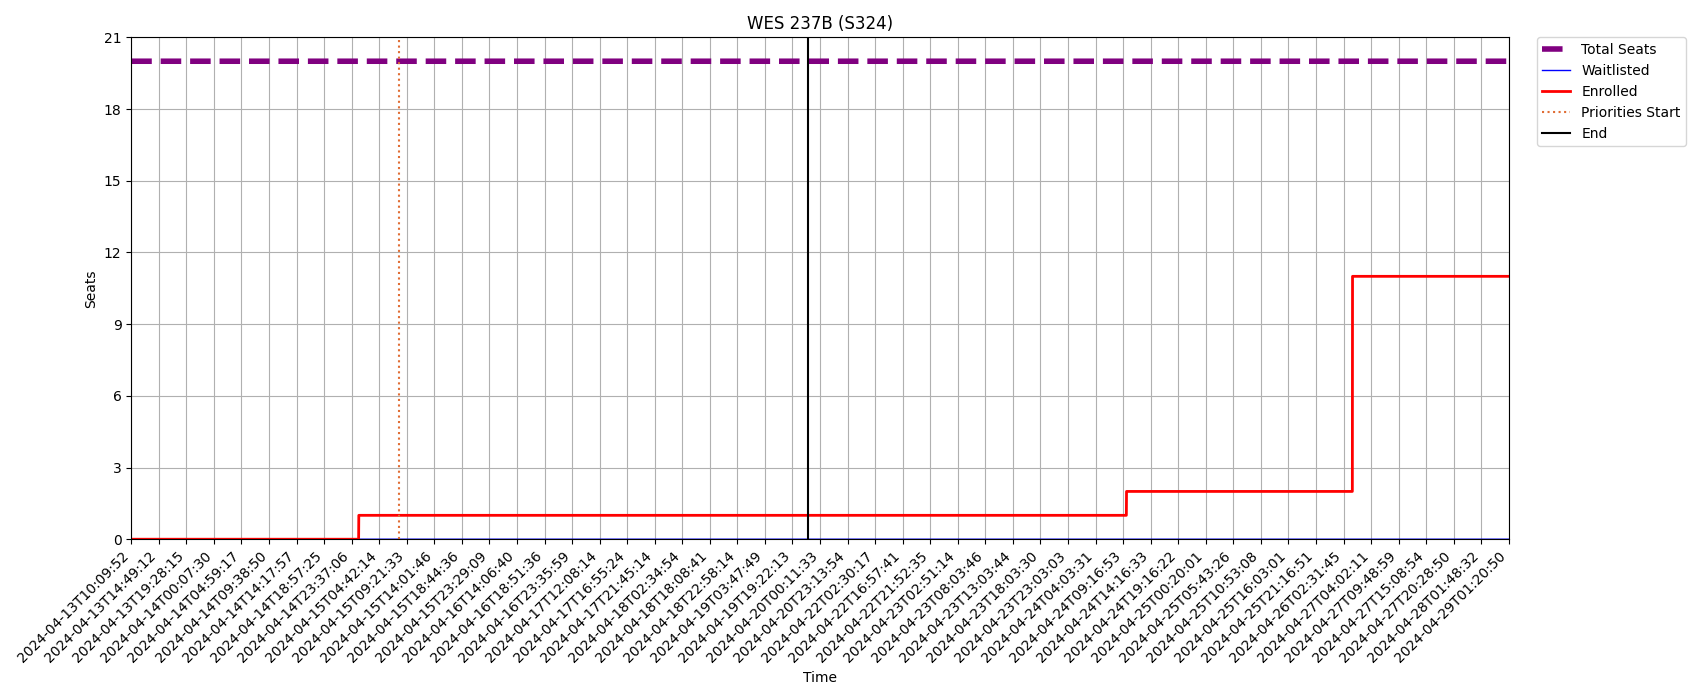 WES 237B (S324)
21
18
15
12
9
6
3
0
Seats
Total Seats
Waitlisted
Enrolled
Priorities Start
End
2024-04-13T10:09:52
2024-04-13T14:49:12
2024-04-13T19:28:15
2024-04-14T00:07:30
2024-04-14T04:59:17
2024-04-14T09:38:50
2024-04-14T14:17:57
2024-04-14T18:57:25
2024-04-14T23:37:06
2024-04-15T04:42:14
2024-04-15T09:21:33
2024-04-15T14:01:46
2024-04-15T18:44:36
2024-04-15T23:29:09
2024-04-16T14:06:40
2024-04-16T18:51:36
2024-04-16T23:35:59
2024-04-17T12:08:14
2024-04-17T16:55:24
2024-04-17T21:45:14
2024-04-18T02:34:54
2024-04-18T18:08:41
2024-04-18T22:58:14
2024-04-19T03:47:49
2024-04-19T19:22:13
2024-04-20T00:11:33
2024-04-20T23:13:54
2024-04-22T02:30:17
2024-04-22T16:57:41
2024-04-22T21:52:35
2024-04-23T02:51:14
2024-04-23T08:03:46
2024-04-23T13:03:44
2024-04-23T18:03:30
2024-04-23T23:03:03
2024-04-24T04:03:31
2024-04-24T09:16:53
2024-04-24T14:16:33
2024-04-24T19:16:22
2024-04-25T00:20:01
2024-04-25T05:43:26
2024-04-25T10:53:08
2024-04-25T16:03:01
2024-04-25T21:16:51
2024-04-26T02:31:45
2024-04-27T04:02:11
2024-04-27T09:48:59
2024-04-27T15:08:54
2024-04-27T20:28:50
2024-04-28T01:48:32
2024-04-29T01:20:50
Time